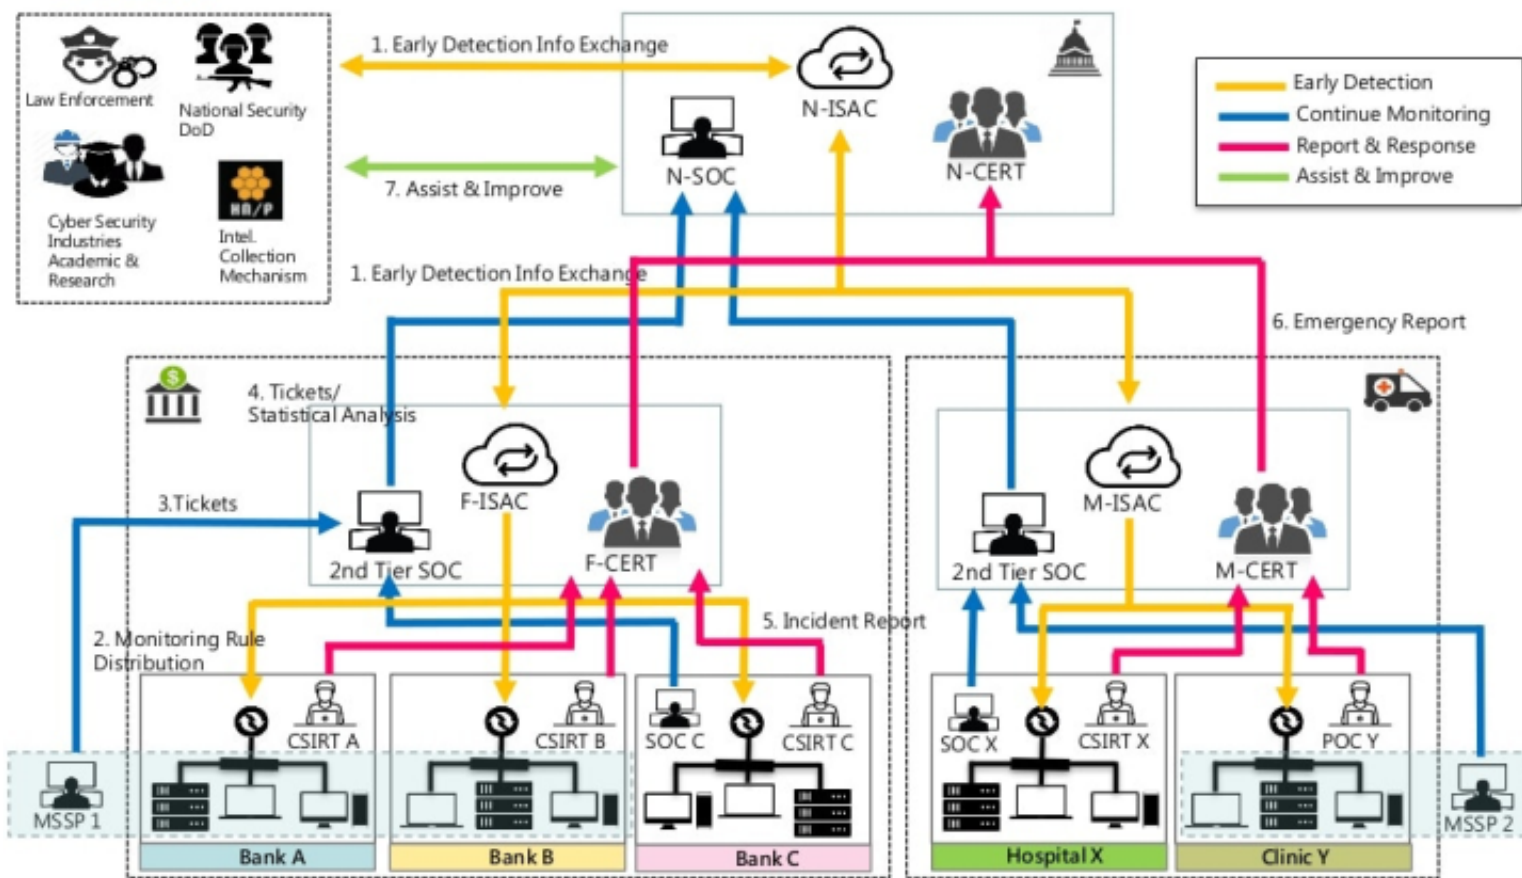 1. Early Detection Info Exchange
Law Enforcement
National Security
DoD
Cyber Security
Industries
Academic &
Research
Intel.
Collection
Mechanism
7. Assist & Improve
N-ISAC
N-SOC
N-CERT
Early Detection
Continue Monitoring
Report & Response
Assist & Improve
1. Early Detection Info Exchange
6. Emergency Report
4. Tickets/
Statistical Analysis
3.Tickets
F-ISAC
2nd Tier SOC
F-CERT
M-ISAC
2nd Tier SOC
M-CERT
2. Monitoring Rule
Distribution
5. Incident Report
CSIRT A
CSIRT B
SOC C
CSIRT C
SOC X
CSIRT X
POC Y
MSSP 1
MSSP 2
Bank A
Bank B
Bank C
Hospital X
Clinic Y